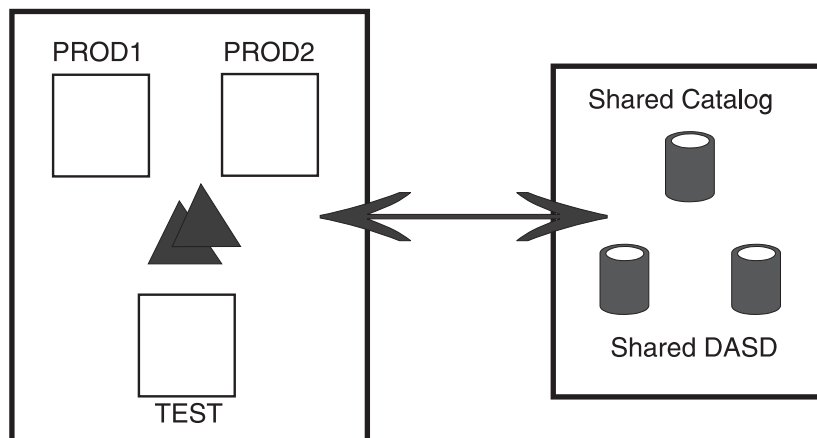 PROD1
PROD2
Shared Catalog
Shared DASD
TEST